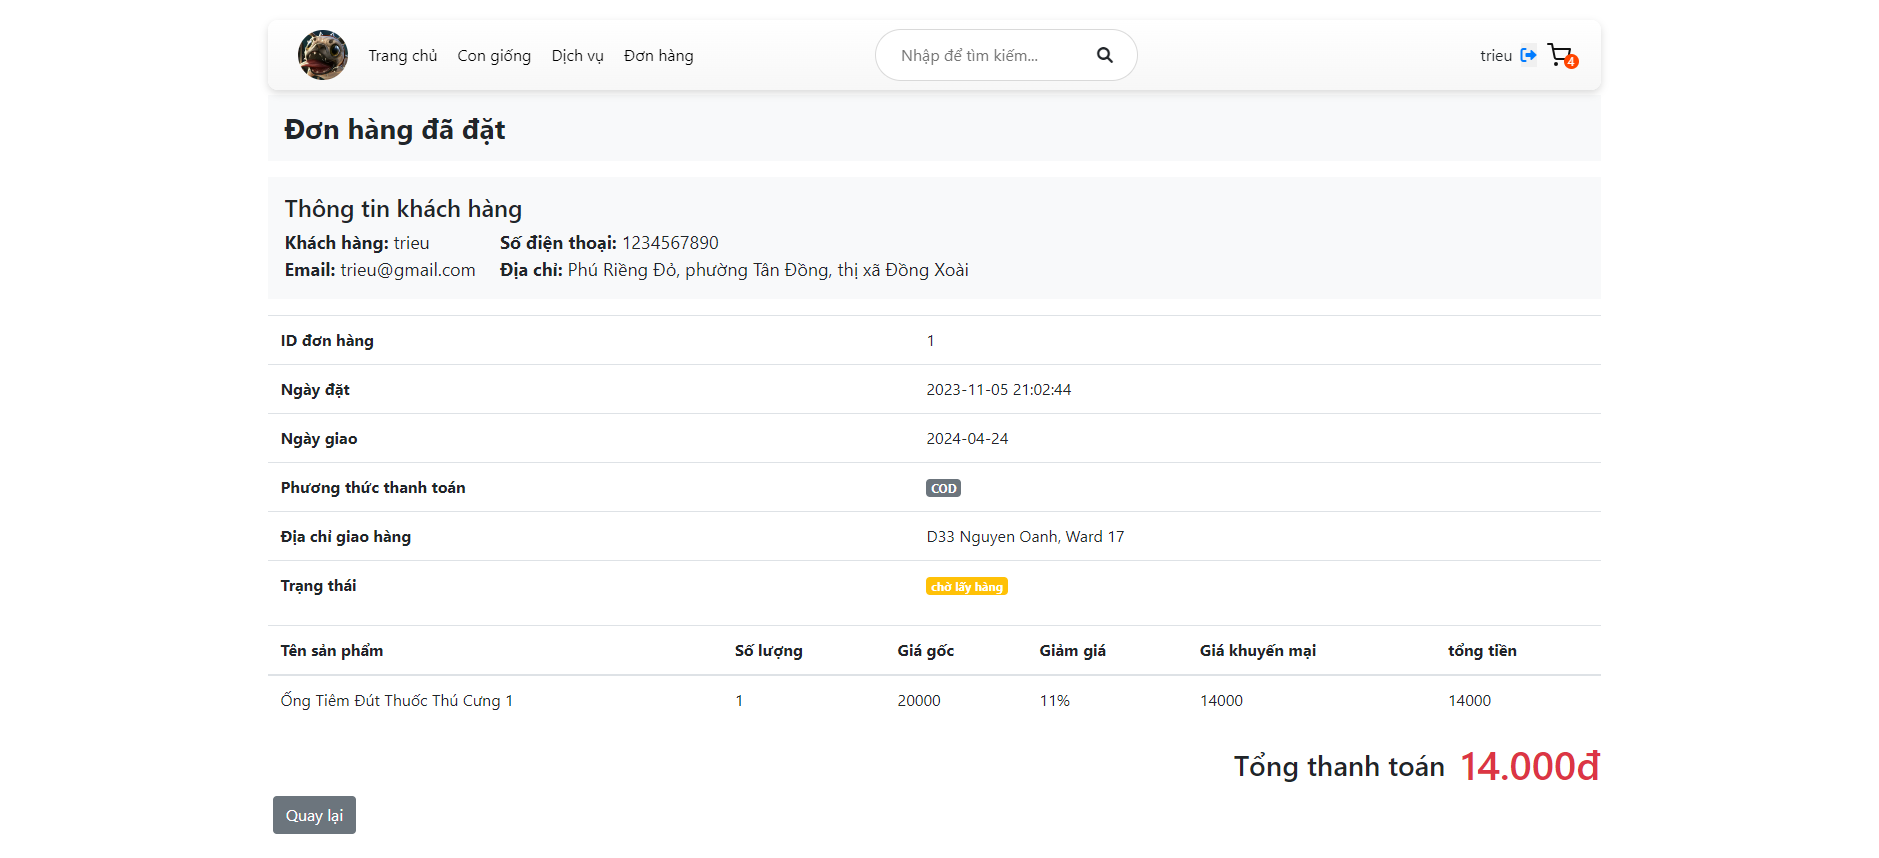 Trang chủ Con giống Dịch vụ Đơn hàng Nhập để tìm kiếm... trieu 4
Đơn hàng đã đặt
Thông tin khách hàng
Khách hàng: trieu Số điện thoại: 1234567890
Email: trieu@gmail.com Địa chỉ: Phú Riềng Đỏ, phường Tân Đồng, thị xã Đồng Xoài
ID đơn hàng 1
Ngày đặt 2023-11-05 21:02:44
Ngày giao 2024-04-24
Phương thức thanh toán COD
Địa chỉ giao hàng D33 Nguyen Oanh, Ward 17
Trạng thái chờ lấy hàng
Tên sản phẩm Số lượng Giá gốc Giảm giá Giá khuyến mại tổng tiền
Ống Tiêm Đút Thuốc Thú Cưng 1 1 20000 11% 14000 14000
Tổng thanh toán 14.000đ
Quay lại